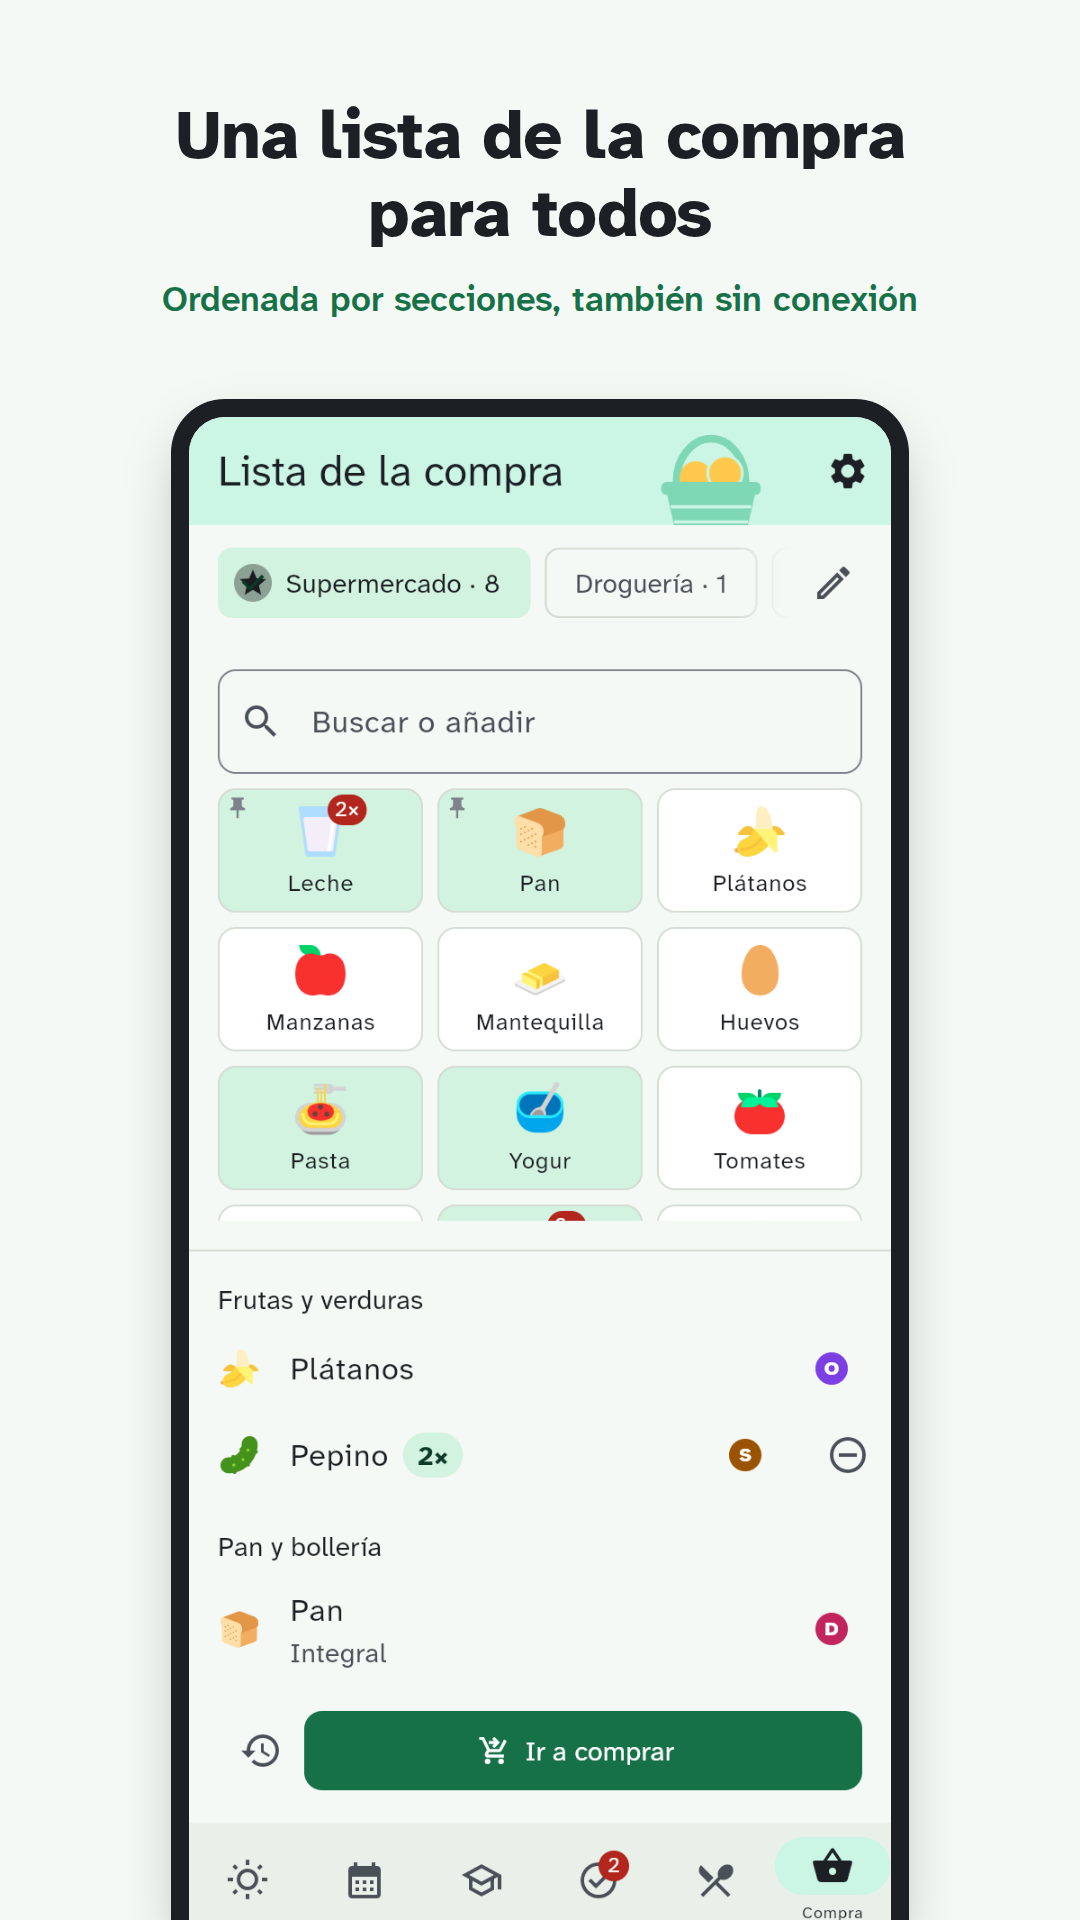 Una lista de la compra
para todos
Ordenada por secciones, también sin conexión
Lista de la compra
Supermercado · 8
Droguería · 1
Buscar o añadir
2×
Leche
Pan
Plátanos
Manzanas
Mantequilla
Huevos
Pasta
Yogur
Tomates
Frutas y verduras
Plátanos
O
Pepino 2×
S
Pan y bollería
Pan
D
Integral
Ir a comprar
2
Compra